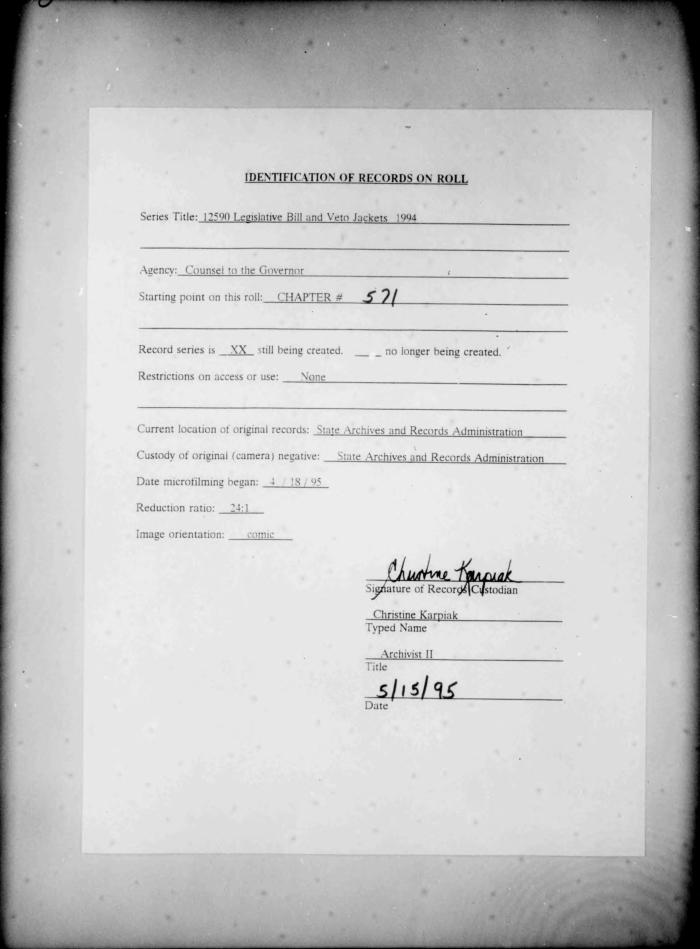 IDENTIFICATION OF RECORDS ON ROLL
Series Title: 12590 Legislative Bill and Veto Jackets 1994
Agency: Counsel to the Governor
Starting point on this roll: CHAPTER # 571
Record series is XX still being created. __ _ no longer being created.
Restrictions on access or use: None
Current location of original records: State Archives and Records Administration
Custody of original (camera) negative: State Archives and Records Administration
Date microfilming began: 4 / 18 / 95
Reduction ratio: 24:1
Image orientation: comic
Christine Karpiak
Signature of Records Custodian
Christine Karpiak
Typed Name
Archivist II
Title
5/15/95
Date